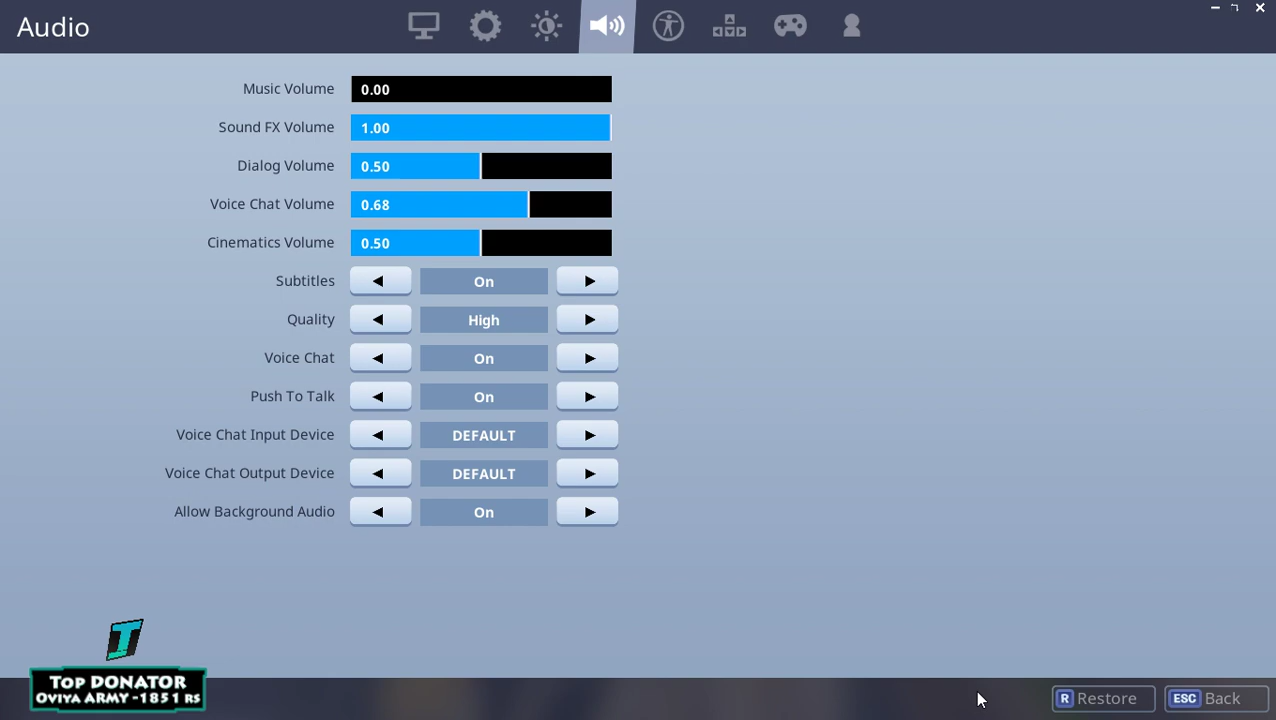 Audio
Music Volume 0.00
Sound FX Volume 1.00
Dialog Volume 0.50
Voice Chat Volume 0.68
Cinematics Volume 0.50
Subtitles On
Quality High
Voice Chat On
Push To Talk On
Voice Chat Input Device DEFAULT
Voice Chat Output Device DEFAULT
Allow Background Audio On
TOP DONATOR
OVIYA ARMY -1851 RS
R Restore ESC Back